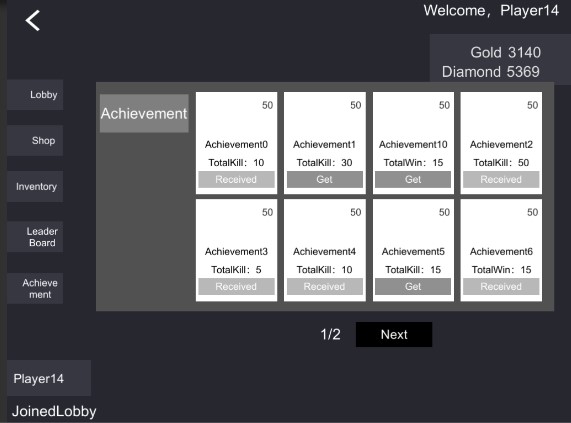 Welcome, Player14
Gold 3140
Diamond 5369
Lobby
Shop
Inventory
Leader
Board
Achieve
ment
Achievement
50
Achievement0
TotalKill: 10
Received
50
Achievement1
TotalKill: 30
Get
50
Achievement10
TotalWin: 15
Get
50
Achievement2
TotalKill: 50
Received
50
Achievement3
TotalKill: 5
Received
50
Achievement4
TotalKill: 10
Received
50
Achievement5
TotalKill: 15
Get
50
Achievement6
TotalWin: 15
Received
1/2
Next
Player14
JoinedLobby